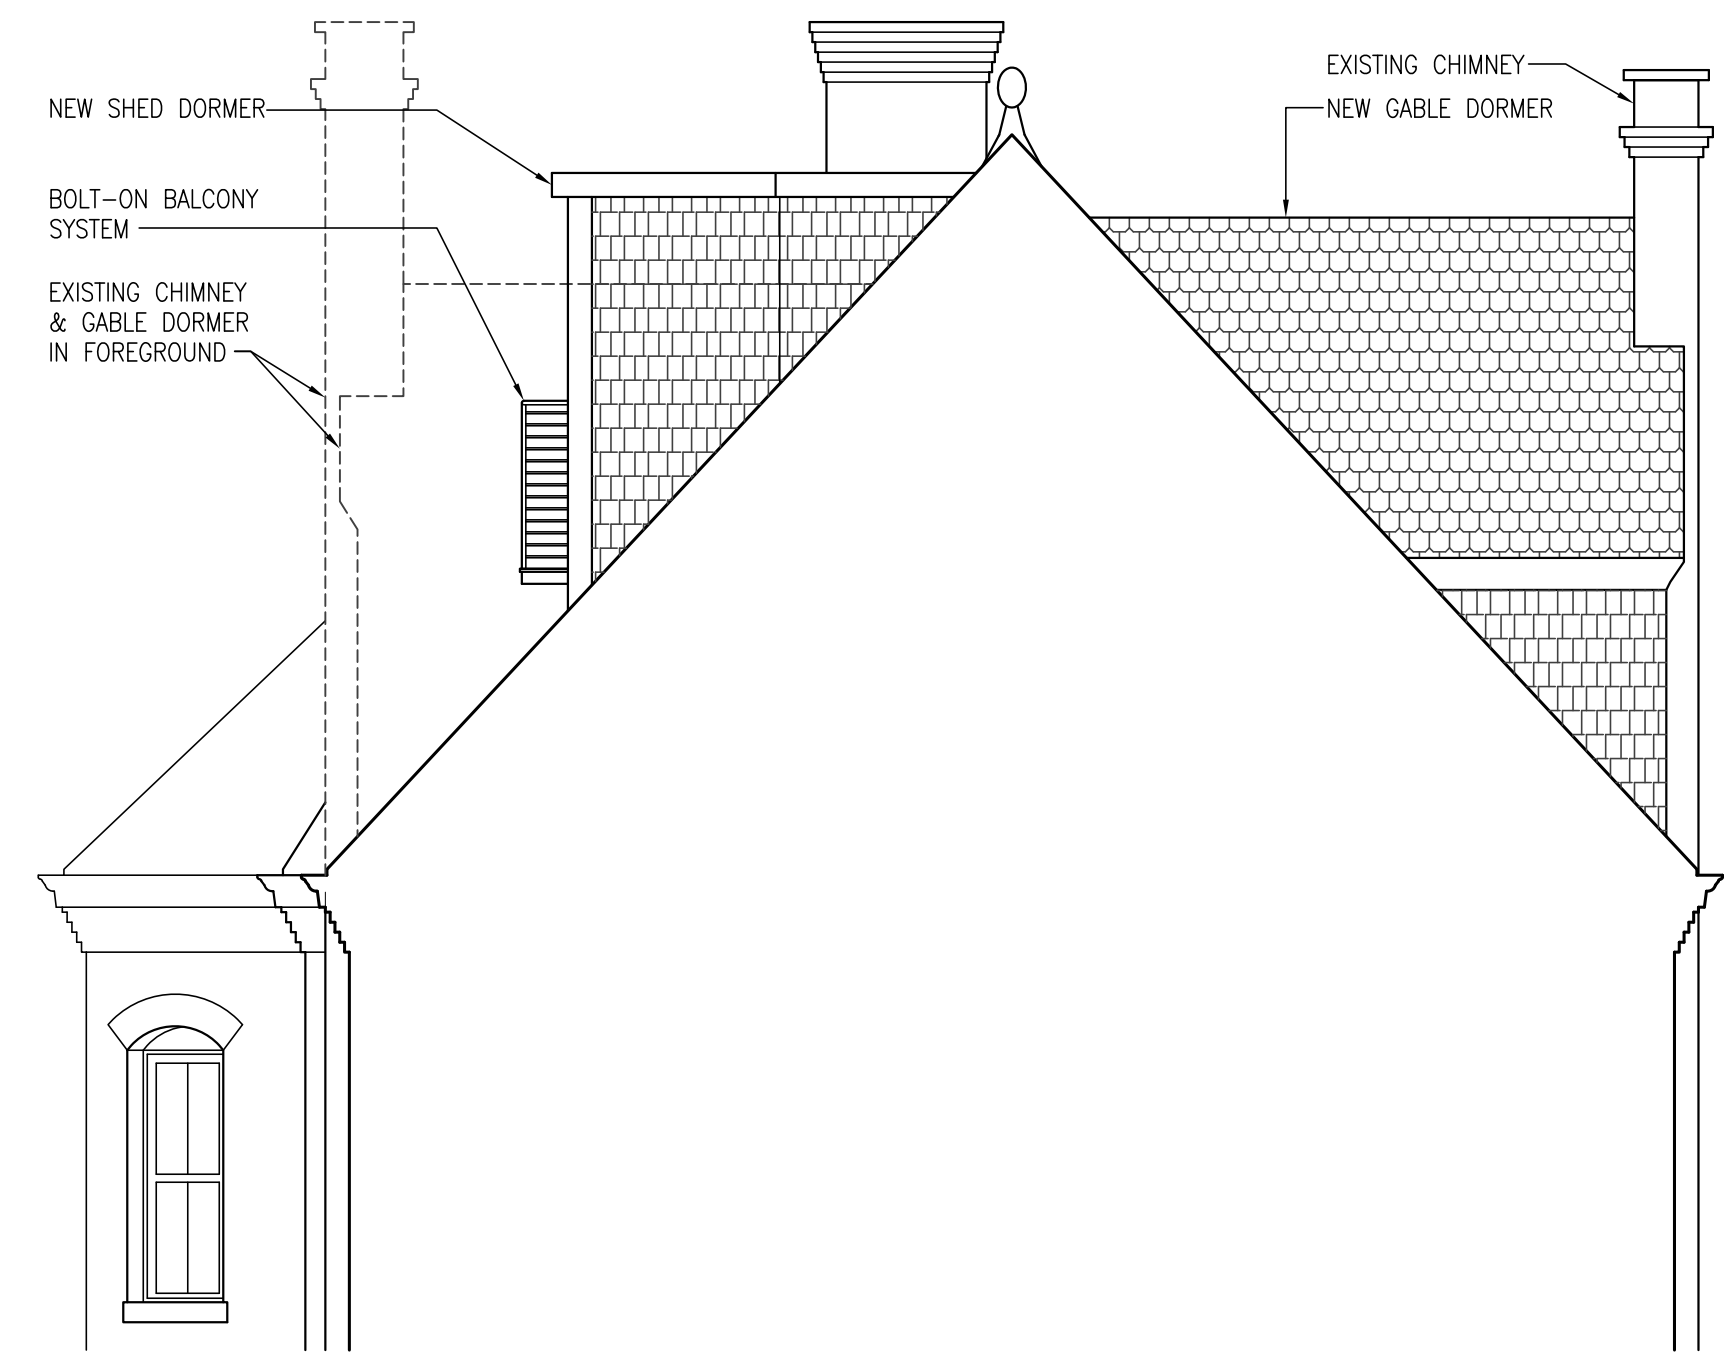 NEW SHED DORMER
BOLT-ON BALCONY
SYSTEM
EXISTING CHIMNEY
& GABLE DORMER
IN FOREGROUND
EXISTING CHIMNEY
NEW GABLE DORMER